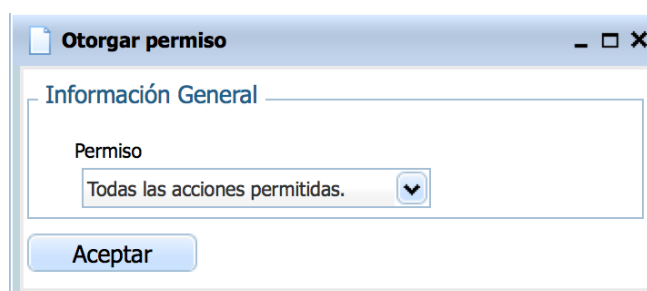 Otorgar permiso
Información General
Permiso
Todas las acciones permitidas.
Aceptar